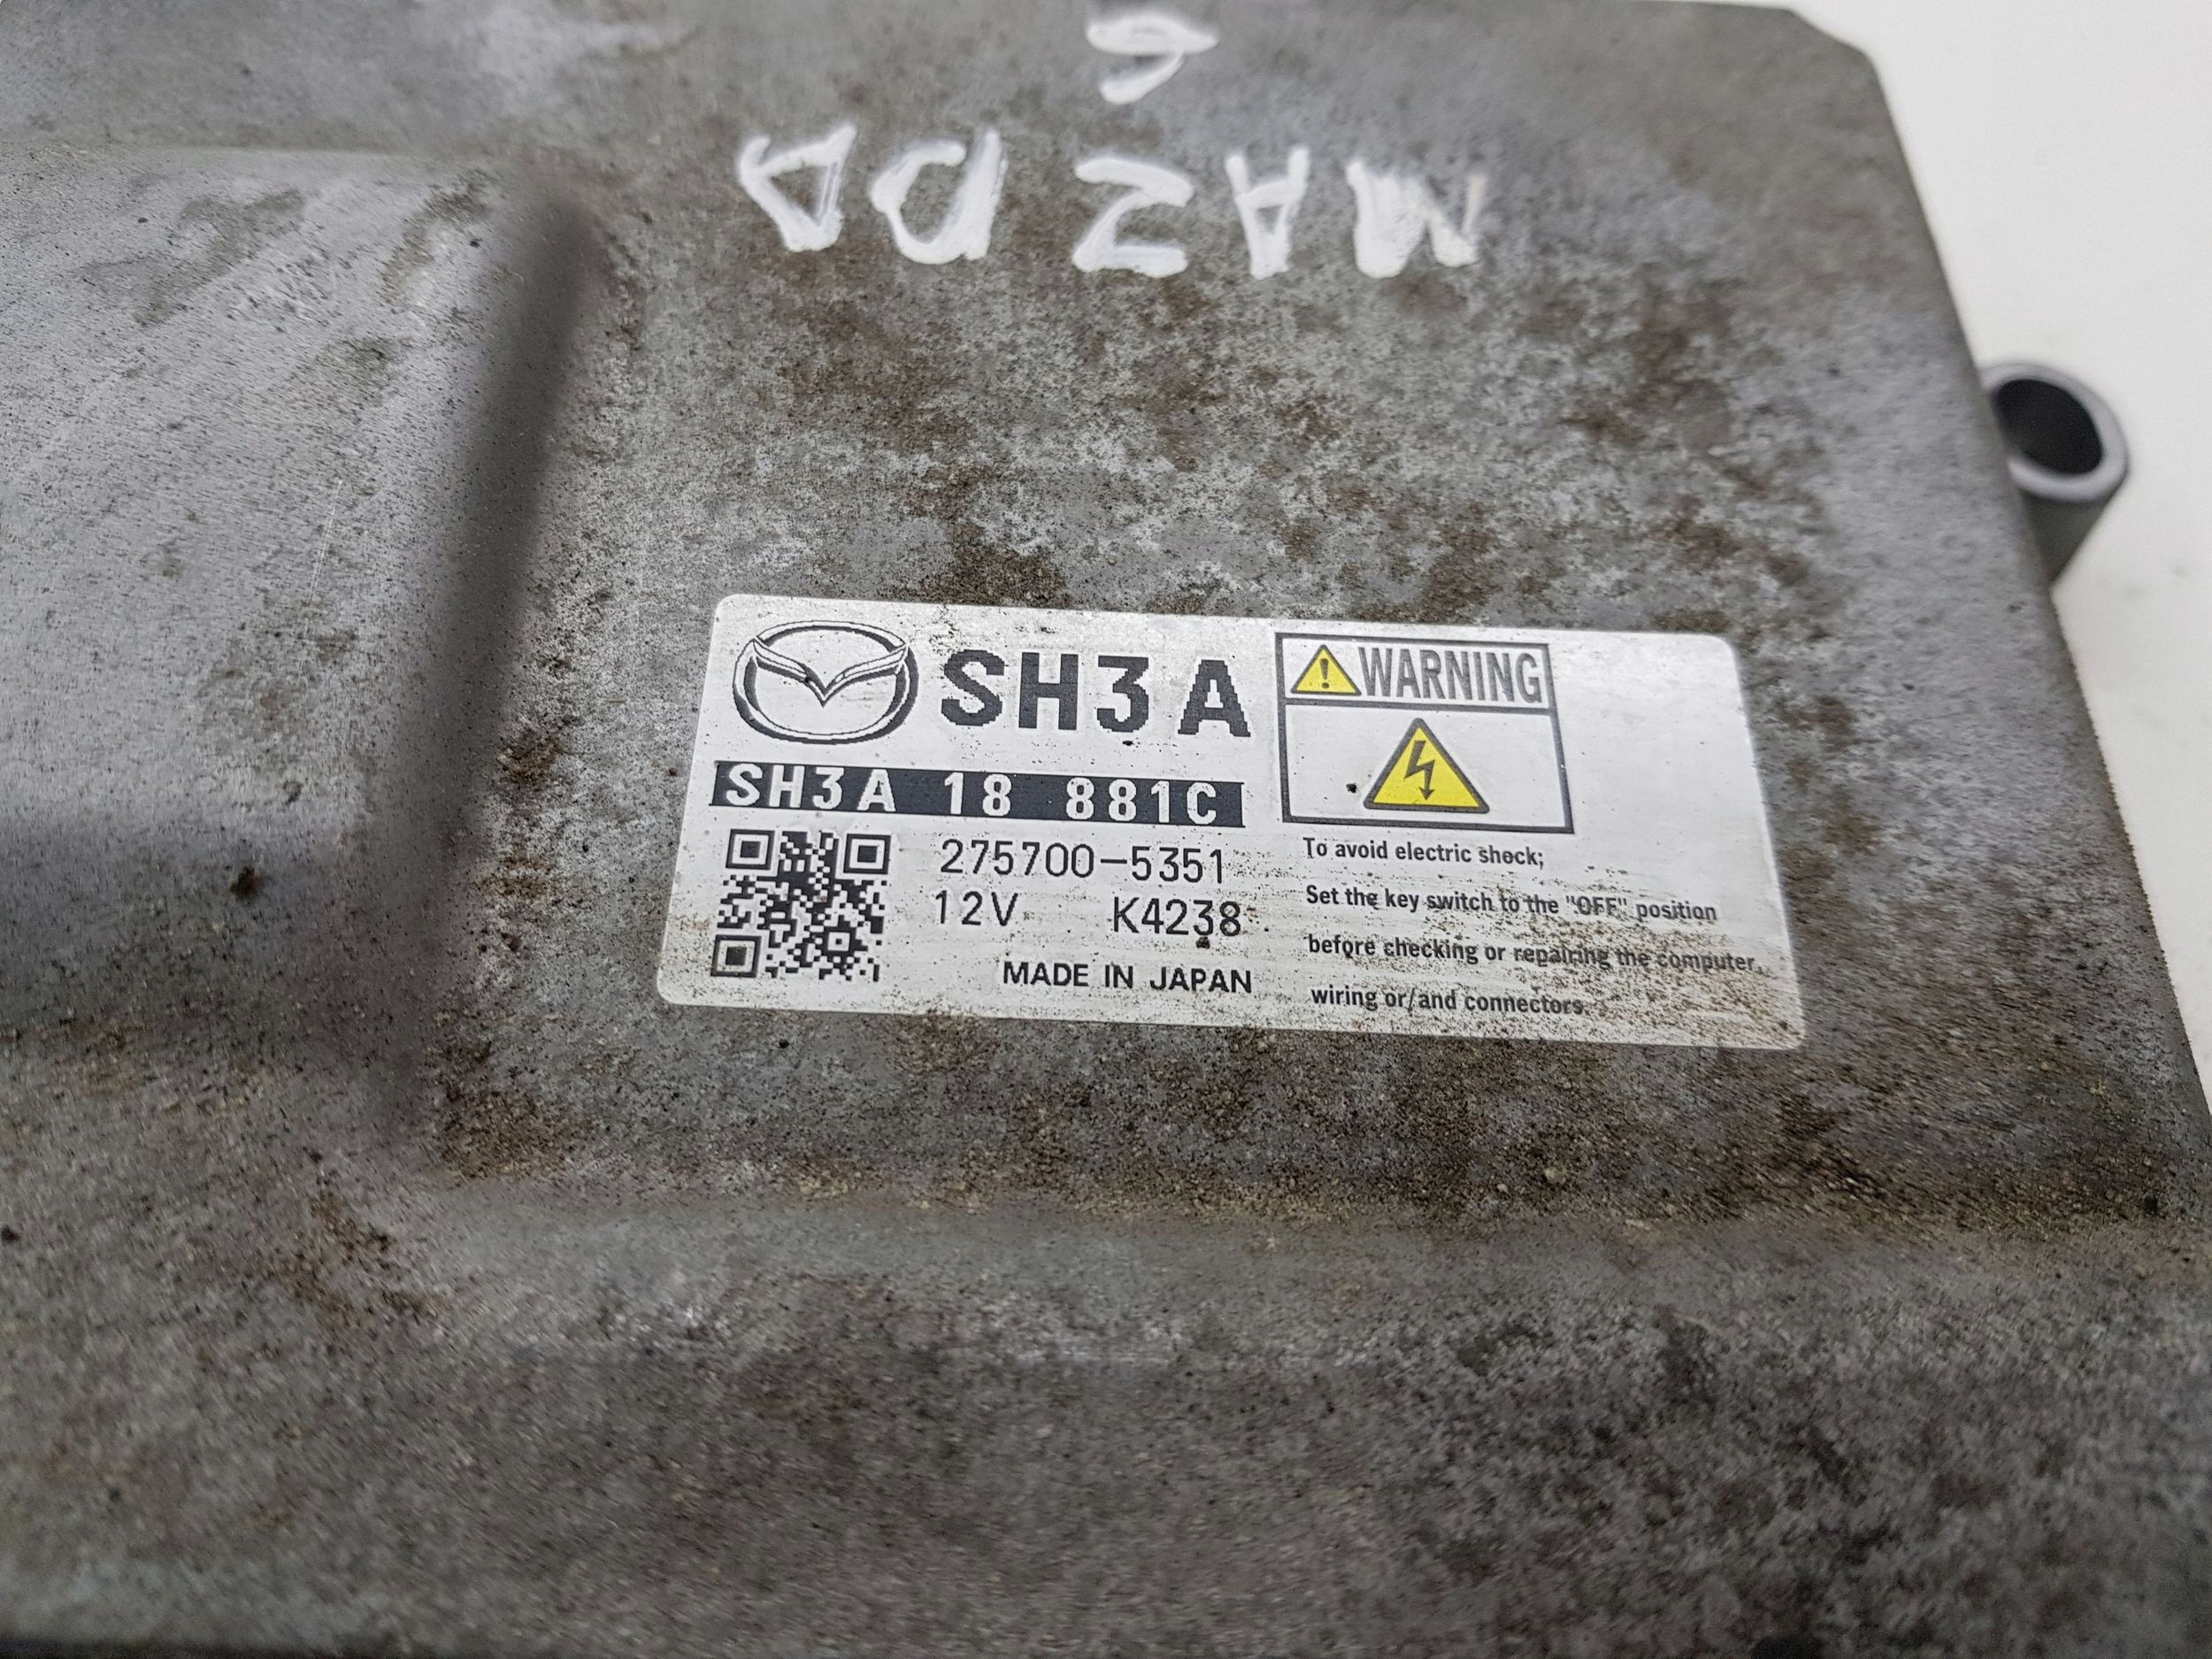 MAZDA
6
SH3A
SH3A 18 881C
275700-5351
12V K4238
MADE IN JAPAN
WARNING
To avoid electric shock;
Set the key switch to the "OFF" position
before checking or repairing the computer,
wiring or/and connectors.